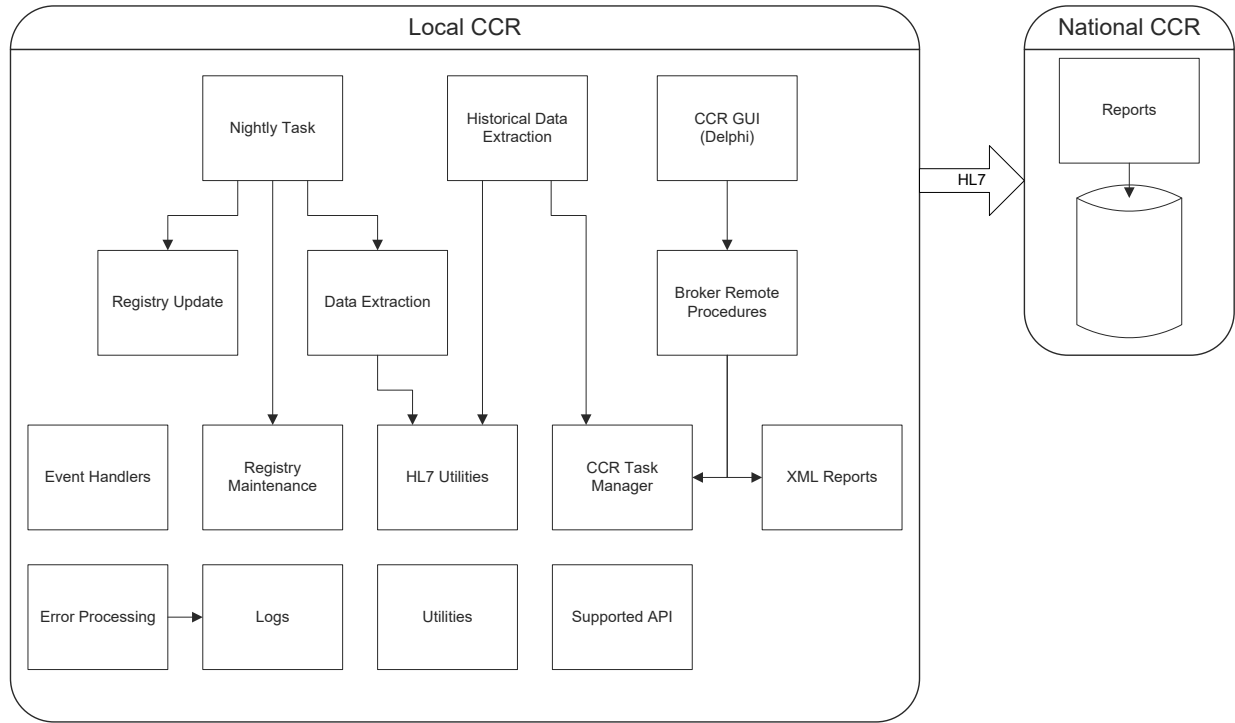 Local CCR
National CCR
Nightly Task
Historical Data
Extraction
CCR GUI
(Delphi)
Reports
HL7
Registry Update
Data Extraction
Broker Remote
Procedures
Event Handlers
Registry
Maintenance
HL7 Utilities
CCR Task
Manager
XML Reports
Error Processing
Logs
Utilities
Supported API